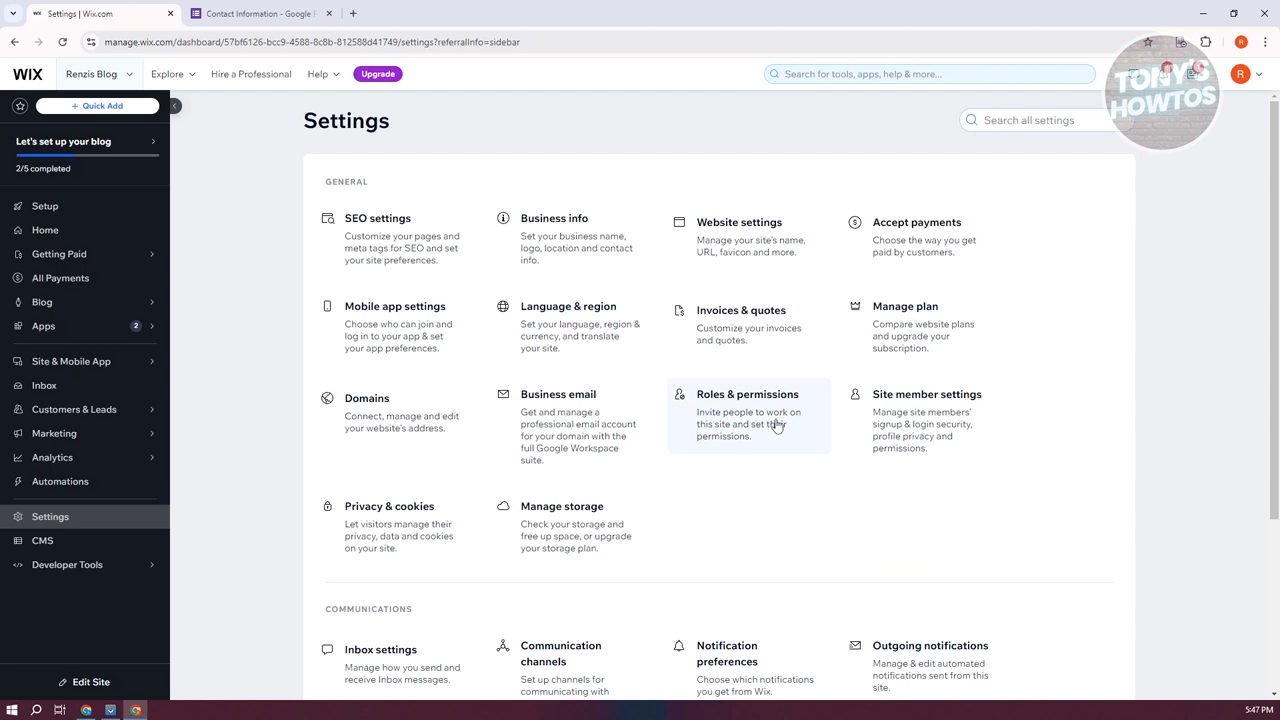 Settings | Wix.com
Contact Information - Google F
manage.wix.com/dashboard/57bf6126-bcc9-4588-8c8b-812588d41749/settings?referralInfo=sidebar
R
WIX
Renzis Blog
Explore
Hire a Professional
Help
Upgrade
Search for tools, apps, help & more...
R
TONY'S
HOWTOS
+ Quick Add
Let's set up your blog
2/5 completed
Setup
Home
Getting Paid
All Payments
Blog
Apps
2
Site & Mobile App
Inbox
Customers & Leads
Marketing
Analytics
Automations
Settings
CMS
Developer Tools
Edit Site
Settings
Search all settings
GENERAL
SEO settings
Customize your pages and
meta tags for SEO and set
your site preferences.
Business info
Set your business name,
logo, location and contact
info.
Website settings
Manage your site's name,
URL, favicon and more.
Accept payments
Choose the way you get
paid by customers.
Mobile app settings
Choose who can join and
log in to your app & set
your app preferences.
Language & region
Set your language, region &
currency, and translate
your site.
Invoices & quotes
Customize your invoices
and quotes.
Manage plan
Compare website plans
and upgrade your
subscription.
Domains
Connect, manage and edit
your website's address.
Business email
Get and manage a
professional email account
for your domain with the
full Google Workspace
suite.
Roles & permissions
Invite people to work on
this site and set their
permissions.
Site member settings
Manage site members'
signup & login security,
profile privacy and
permissions.
Privacy & cookies
Let visitors manage their
privacy, data and cookies
on your site.
Manage storage
Check your storage and
free up space, or upgrade
your storage plan.
COMMUNICATIONS
Inbox settings
Manage how you send and
receive Inbox messages.
Communication
channels
Set up channels for
communicating with
Notification
preferences
Choose which notifications
you get from Wix.
Outgoing notifications
Manage & edit automated
notifications sent from this
site.
5:47 PM